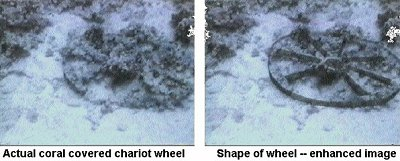 Actual coral covered chariot wheel
Shape of wheel -- enhanced image